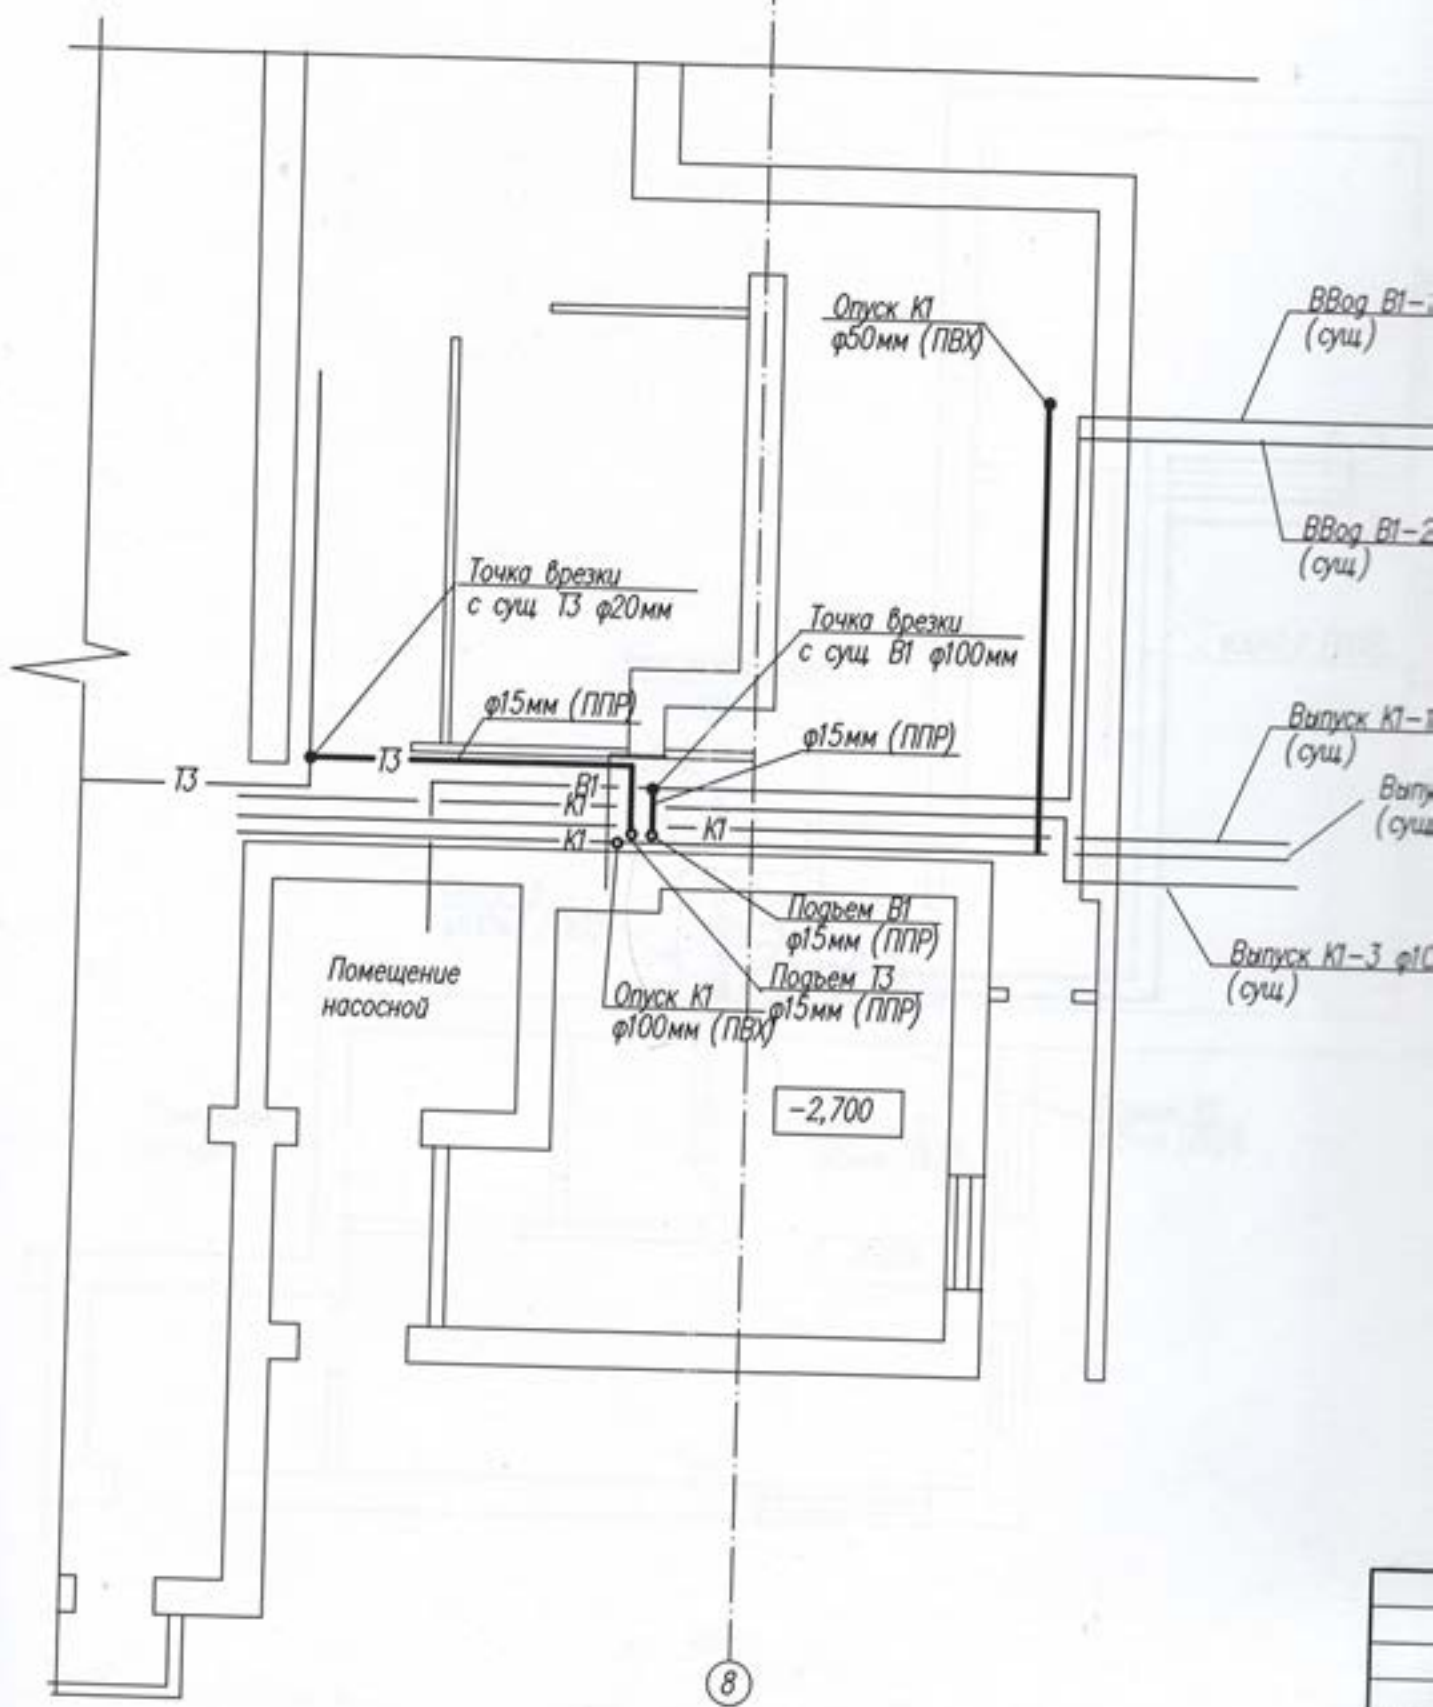 Опуск К1
φ50мм (ПВХ)
ВВод В1-
(сущ)
ВВод В1-2
(сущ)
Точка врезки
с сущ Т3 φ20мм
Точка врезки
с сущ В1 φ100мм
φ15мм (ППР)
φ15мм (ППР)
Выпуск К1-1
(сущ)
Т3
Т3
В1
К1
К1
К1
(сущ
Подъем В1
φ15мм (ППР)
Подъем Т3
φ15мм (ППР)
Опуск К1
φ100мм (ПВХ)
Выпуск К1-3
(сущ)
Помещение
насосной
-2,700
8